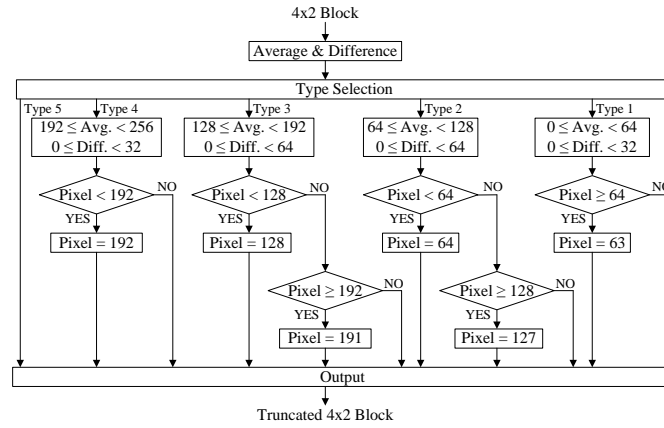 4x2 Block
Average & Difference
Type Selection
Type 5
Type 4
Type 3
Type 2
Type 1
192 ≤ Avg. < 256
0 ≤ Diff. < 32
128 ≤ Avg. < 192
0 ≤ Diff. < 64
64 ≤ Avg. < 128
0 ≤ Diff. < 64
0 ≤ Avg. < 64
0 ≤ Diff. < 32
Pixel < 192
NO
Pixel < 128
NO
Pixel < 64
NO
Pixel ≥ 64
NO
YES
YES
YES
YES
Pixel = 192
Pixel = 128
Pixel = 64
Pixel = 63
Pixel ≥ 192
NO
Pixel ≥ 128
NO
YES
YES
Pixel = 191
Pixel = 127
Output
Truncated 4x2 Block